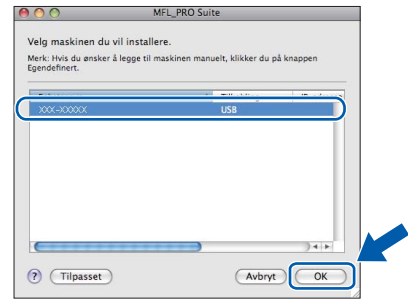 MFL_PRO Suite
Velg maskinen du vil installere.
Merk: Hvis du ønsker å legge til maskinen manuelt, klikker du på knappen
Egendefinert.
XXX-XXXXX USB
? Tilpasset Avbryt OK